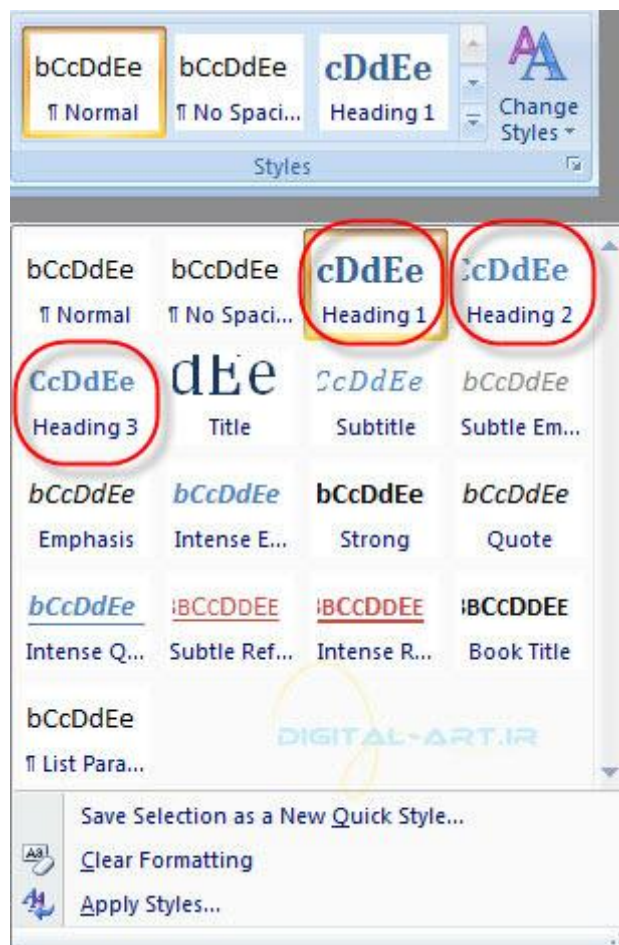 bCcDdEe bCcDdEe cDdEe
¶ Normal ¶ No Spaci... Heading 1 Change
Styles
Styles
bCcDdEe bCcDdEe cDdEe CcDdEe
¶ Normal ¶ No Spaci... Heading 1 Heading 2
CcDdEe dEe CcDdEe bCcDdEe
Heading 3 Title Subtitle Subtle Em...
bCcDdEe bCcDdEe bCcDdEe bCcDdEe
Emphasis Intense E... Strong Quote
bCcDdEe BCCDDEE BCCDDEE BCCDDEE
Intense Q... Subtle Ref... Intense R... Book Title
bCcDdEe
¶ List Para...
DIGITAL-ART.IR
Save Selection as a New Quick Style...
Clear Formatting
Apply Styles...